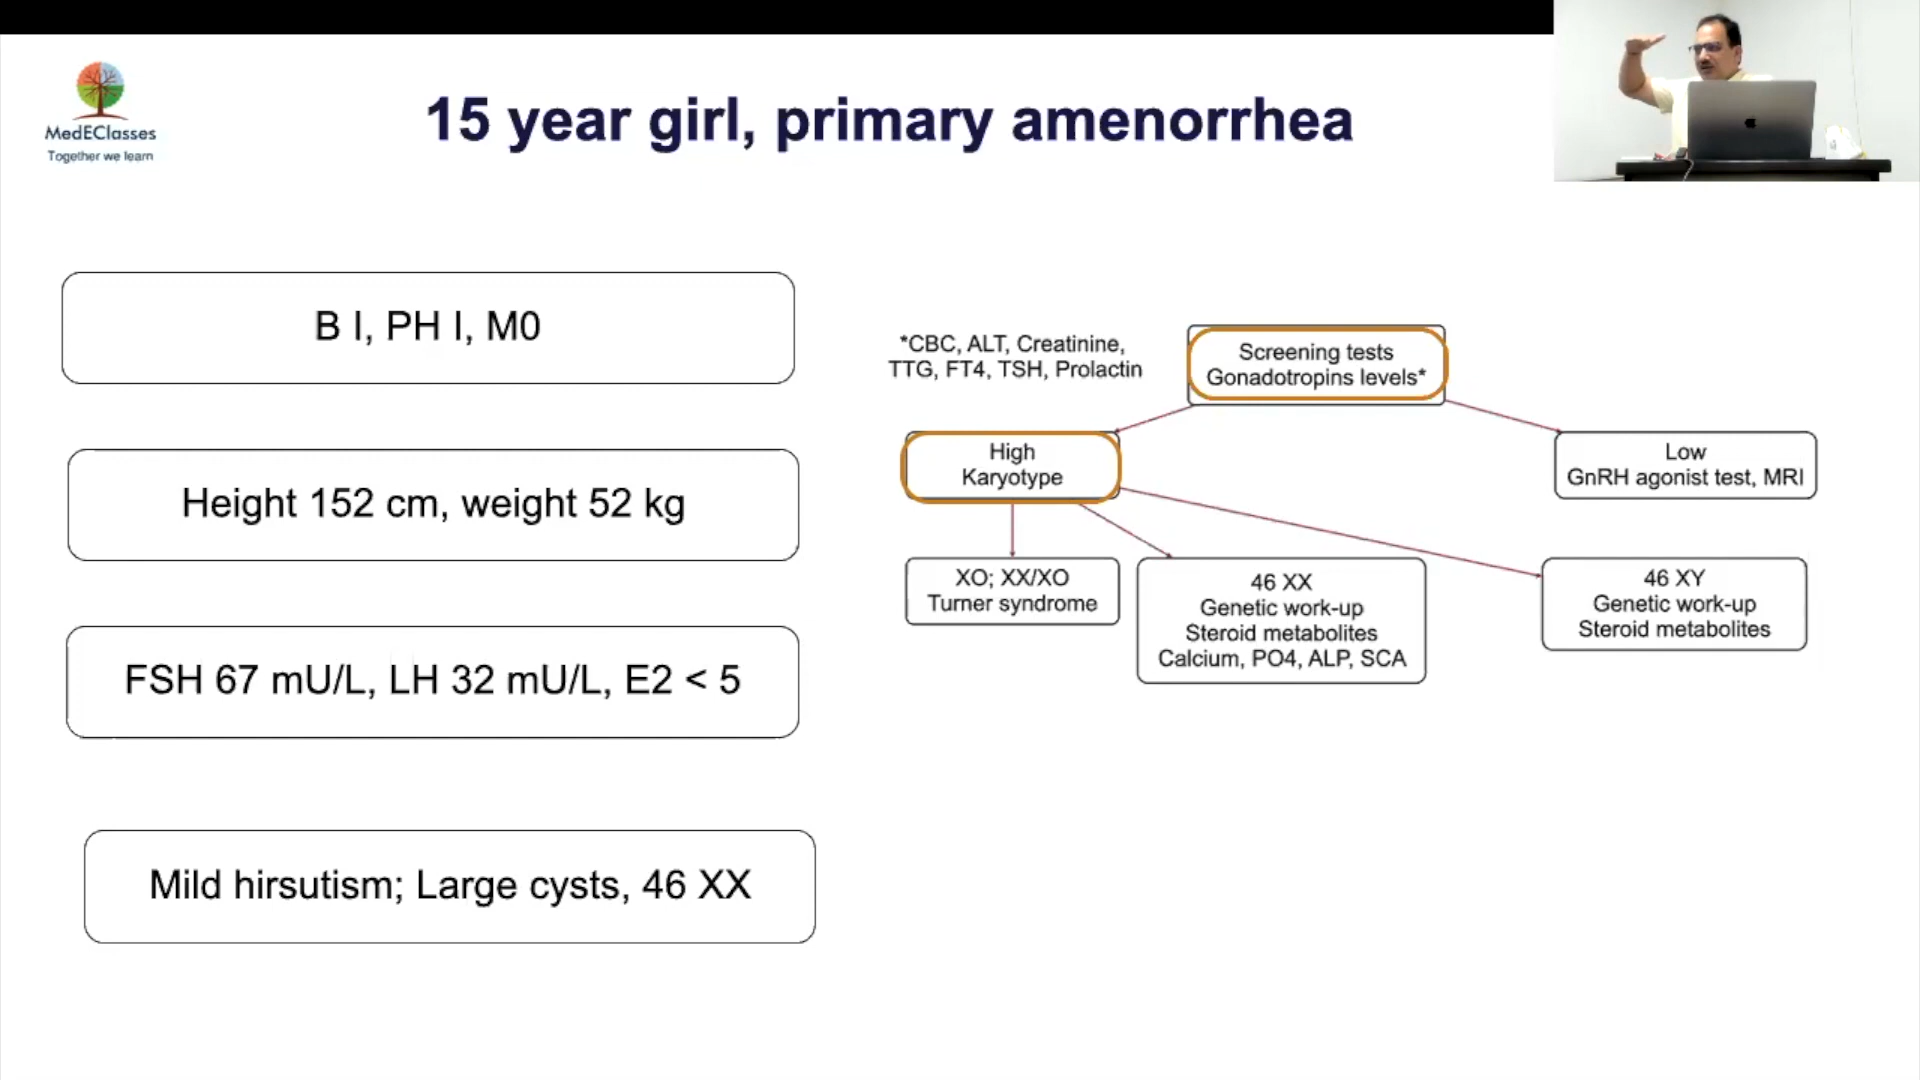 MedEClasses
Together we learn
15 year girl, primary amenorrhea
B I, PH I, M0
Height 152 cm, weight 52 kg
FSH 67 mU/L, LH 32 mU/L, E2 < 5
Mild hirsutism; Large cysts, 46 XX
*CBC, ALT, Creatinine,
TTG, FT4, TSH, Prolactin
Screening tests
Gonadotropins levels*
High
Karyotype
Low
GnRH agonist test, MRI
XO; XX/XO
Turner syndrome
46 XX
Genetic work-up
Steroid metabolites
Calcium, PO4, ALP, SCA
46 XY
Genetic work-up
Steroid metabolites